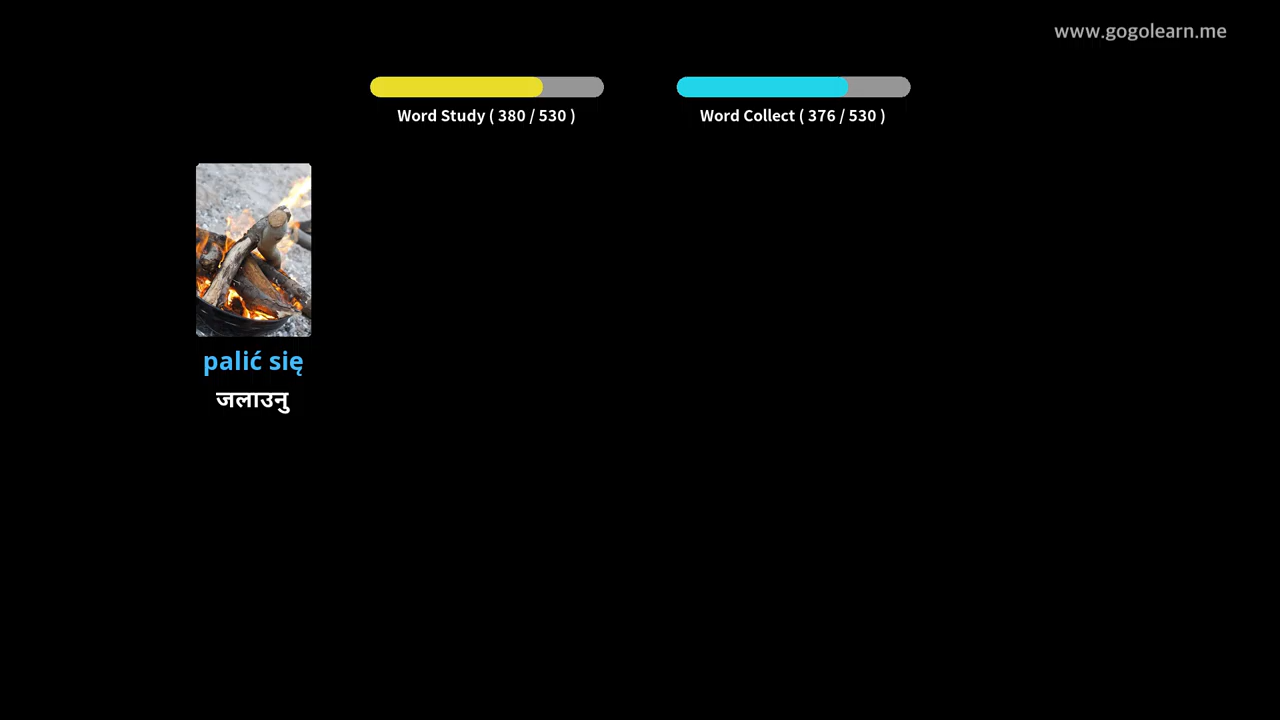 www.gogolearn.me
Word Study ( 380 / 530 )
Word Collect ( 376 / 530 )
palić się
जलाउनु